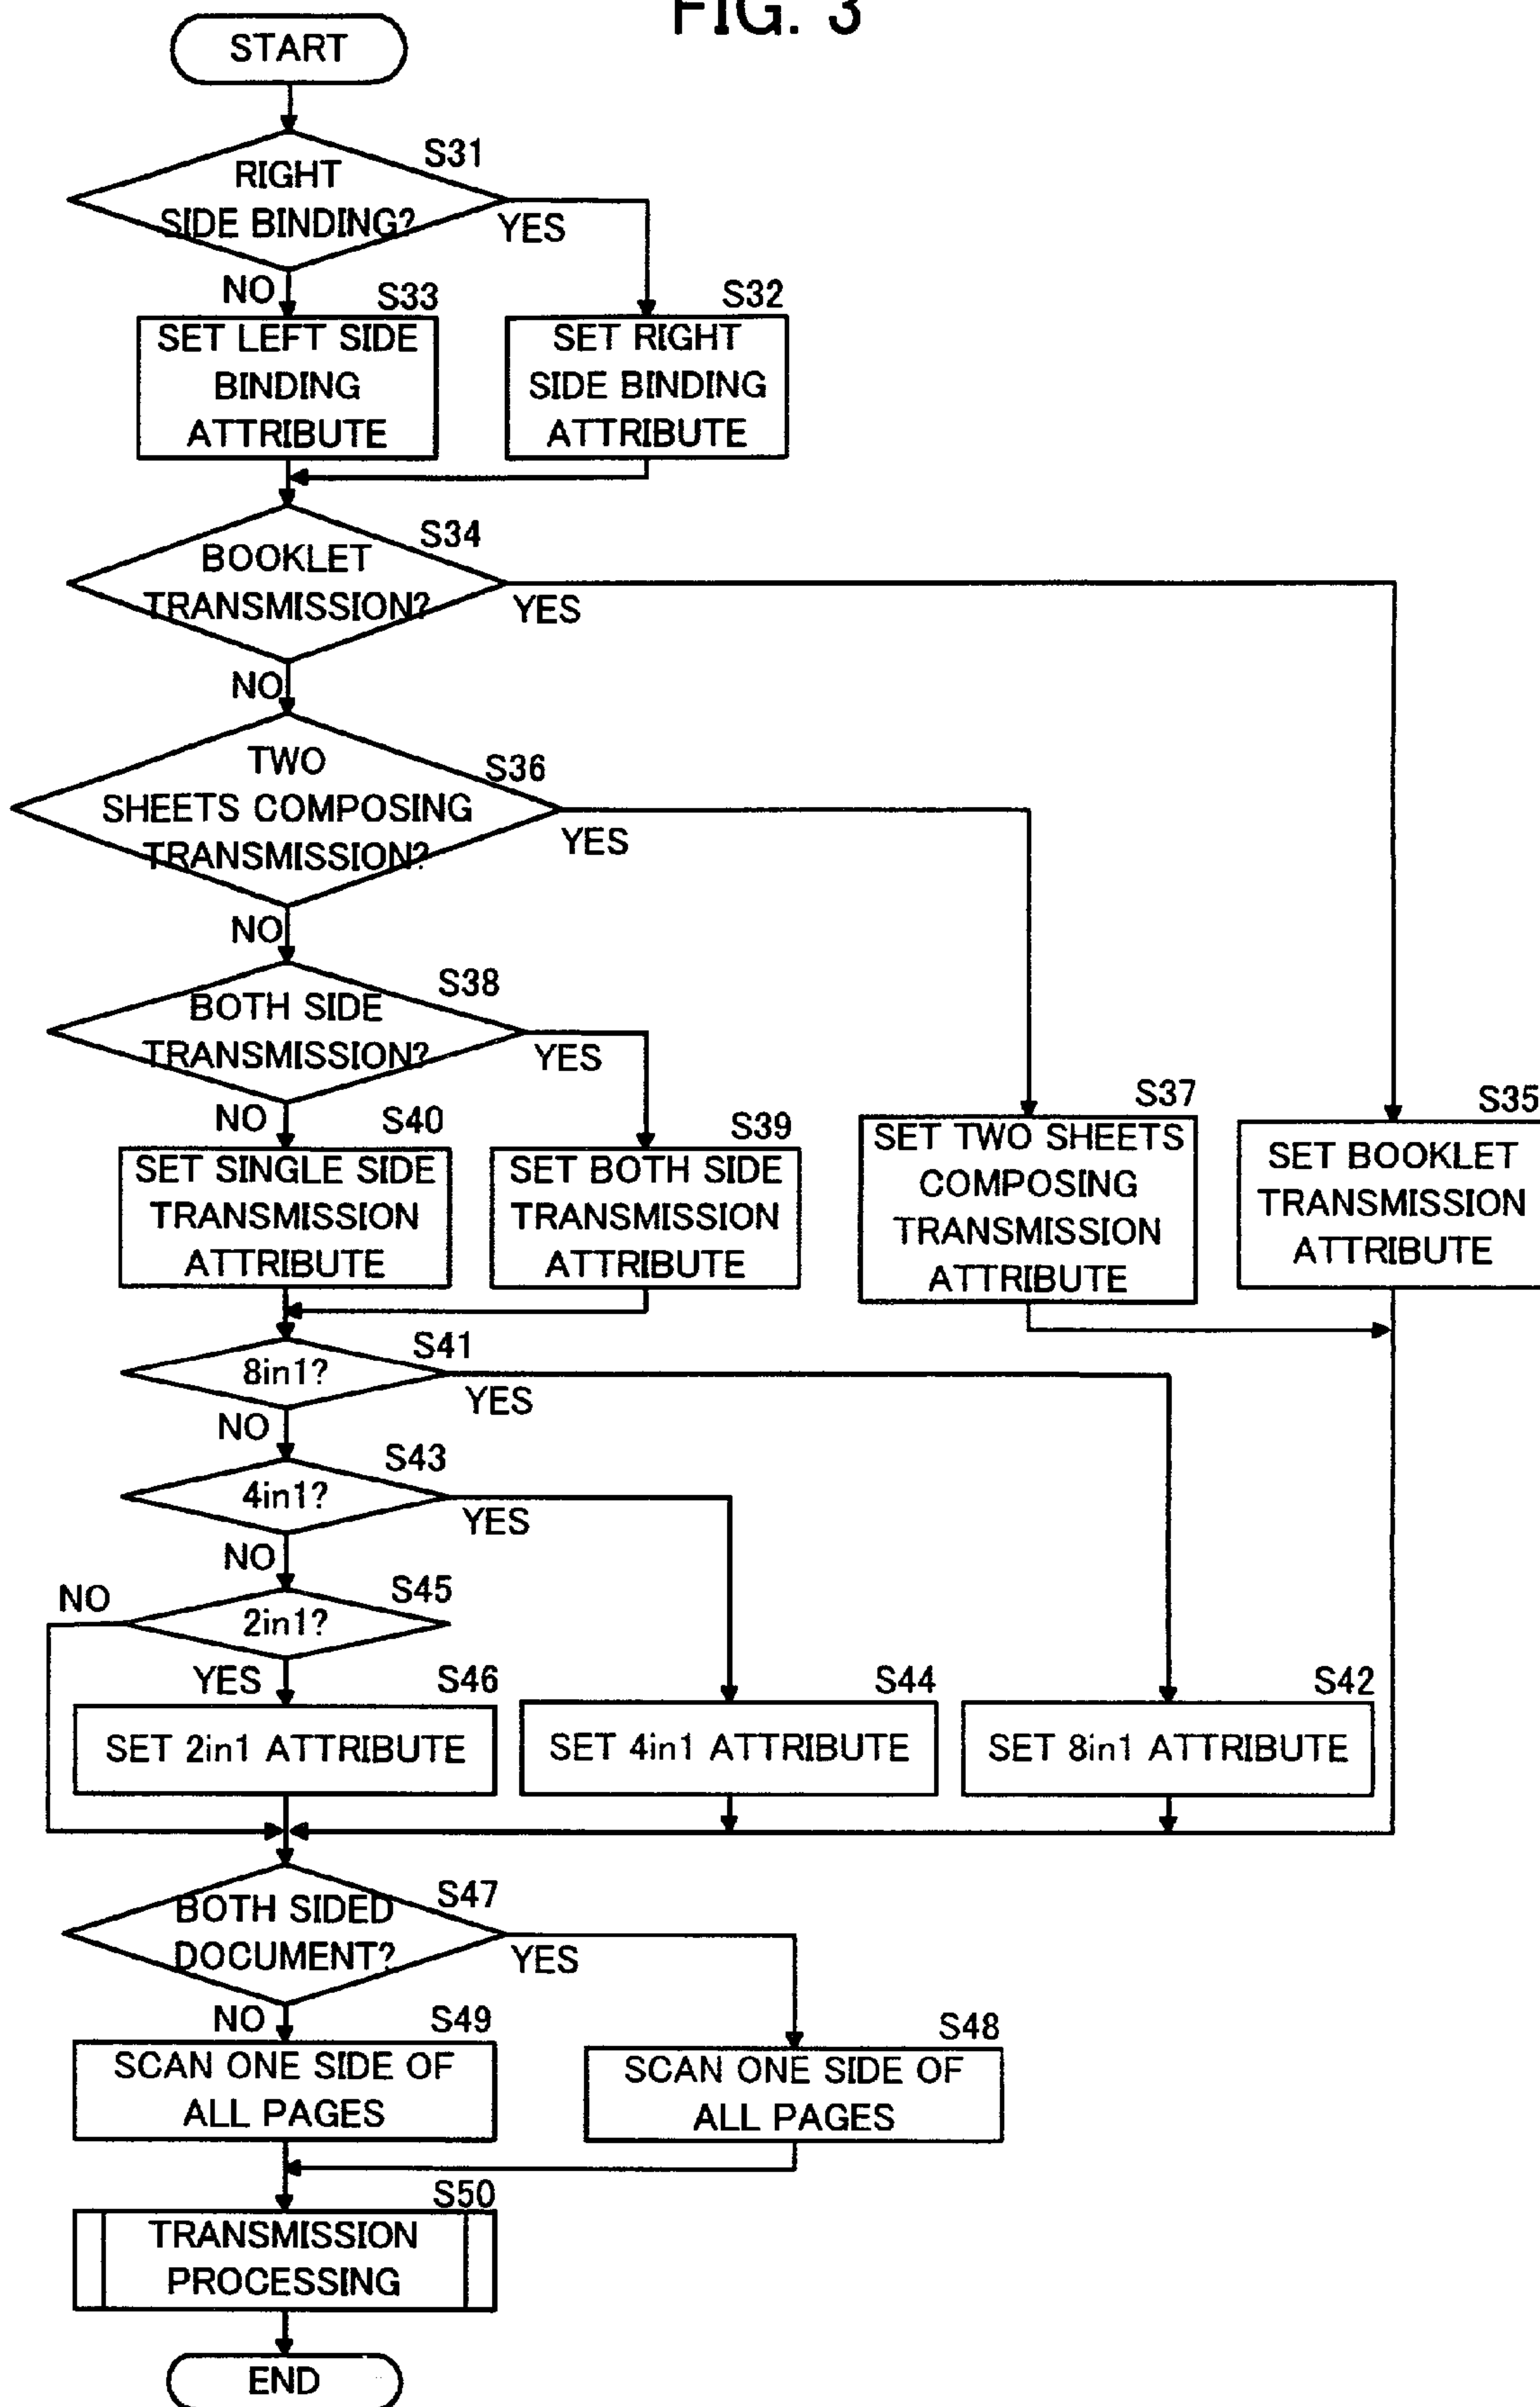 FIG. 3
START
S31
RIGHT
SIDE BINDING?
YES
NO
S33
S32
SET LEFT SIDE
BINDING
ATTRIBUTE
SET RIGHT
SIDE BINDING
ATTRIBUTE
S34
BOOKLET
TRANSMISSION?
YES
NO
S36
TWO
SHEETS COMPOSING
TRANSMISSION?
YES
NO
S38
BOTH SIDE
TRANSMISSION?
YES
NO
S40
S39
S37
S35
SET SINGLE SIDE
TRANSMISSION
ATTRIBUTE
SET BOTH SIDE
TRANSMISSION
ATTRIBUTE
SET TWO SHEETS
COMPOSING
TRANSMISSION
ATTRIBUTE
SET BOOKLET
TRANSMISSION
ATTRIBUTE
S41
8in1?
YES
NO
S43
4in1?
YES
NO
S45
NO
2in1?
YES
S46
S44
S42
SET 2in1 ATTRIBUTE
SET 4in1 ATTRIBUTE
SET 8in1 ATTRIBUTE
S47
BOTH SIDED
DOCUMENT?
YES
NO
S49
S48
SCAN ONE SIDE OF
ALL PAGES
SCAN ONE SIDE OF
ALL PAGES
S50
TRANSMISSION
PROCESSING
END